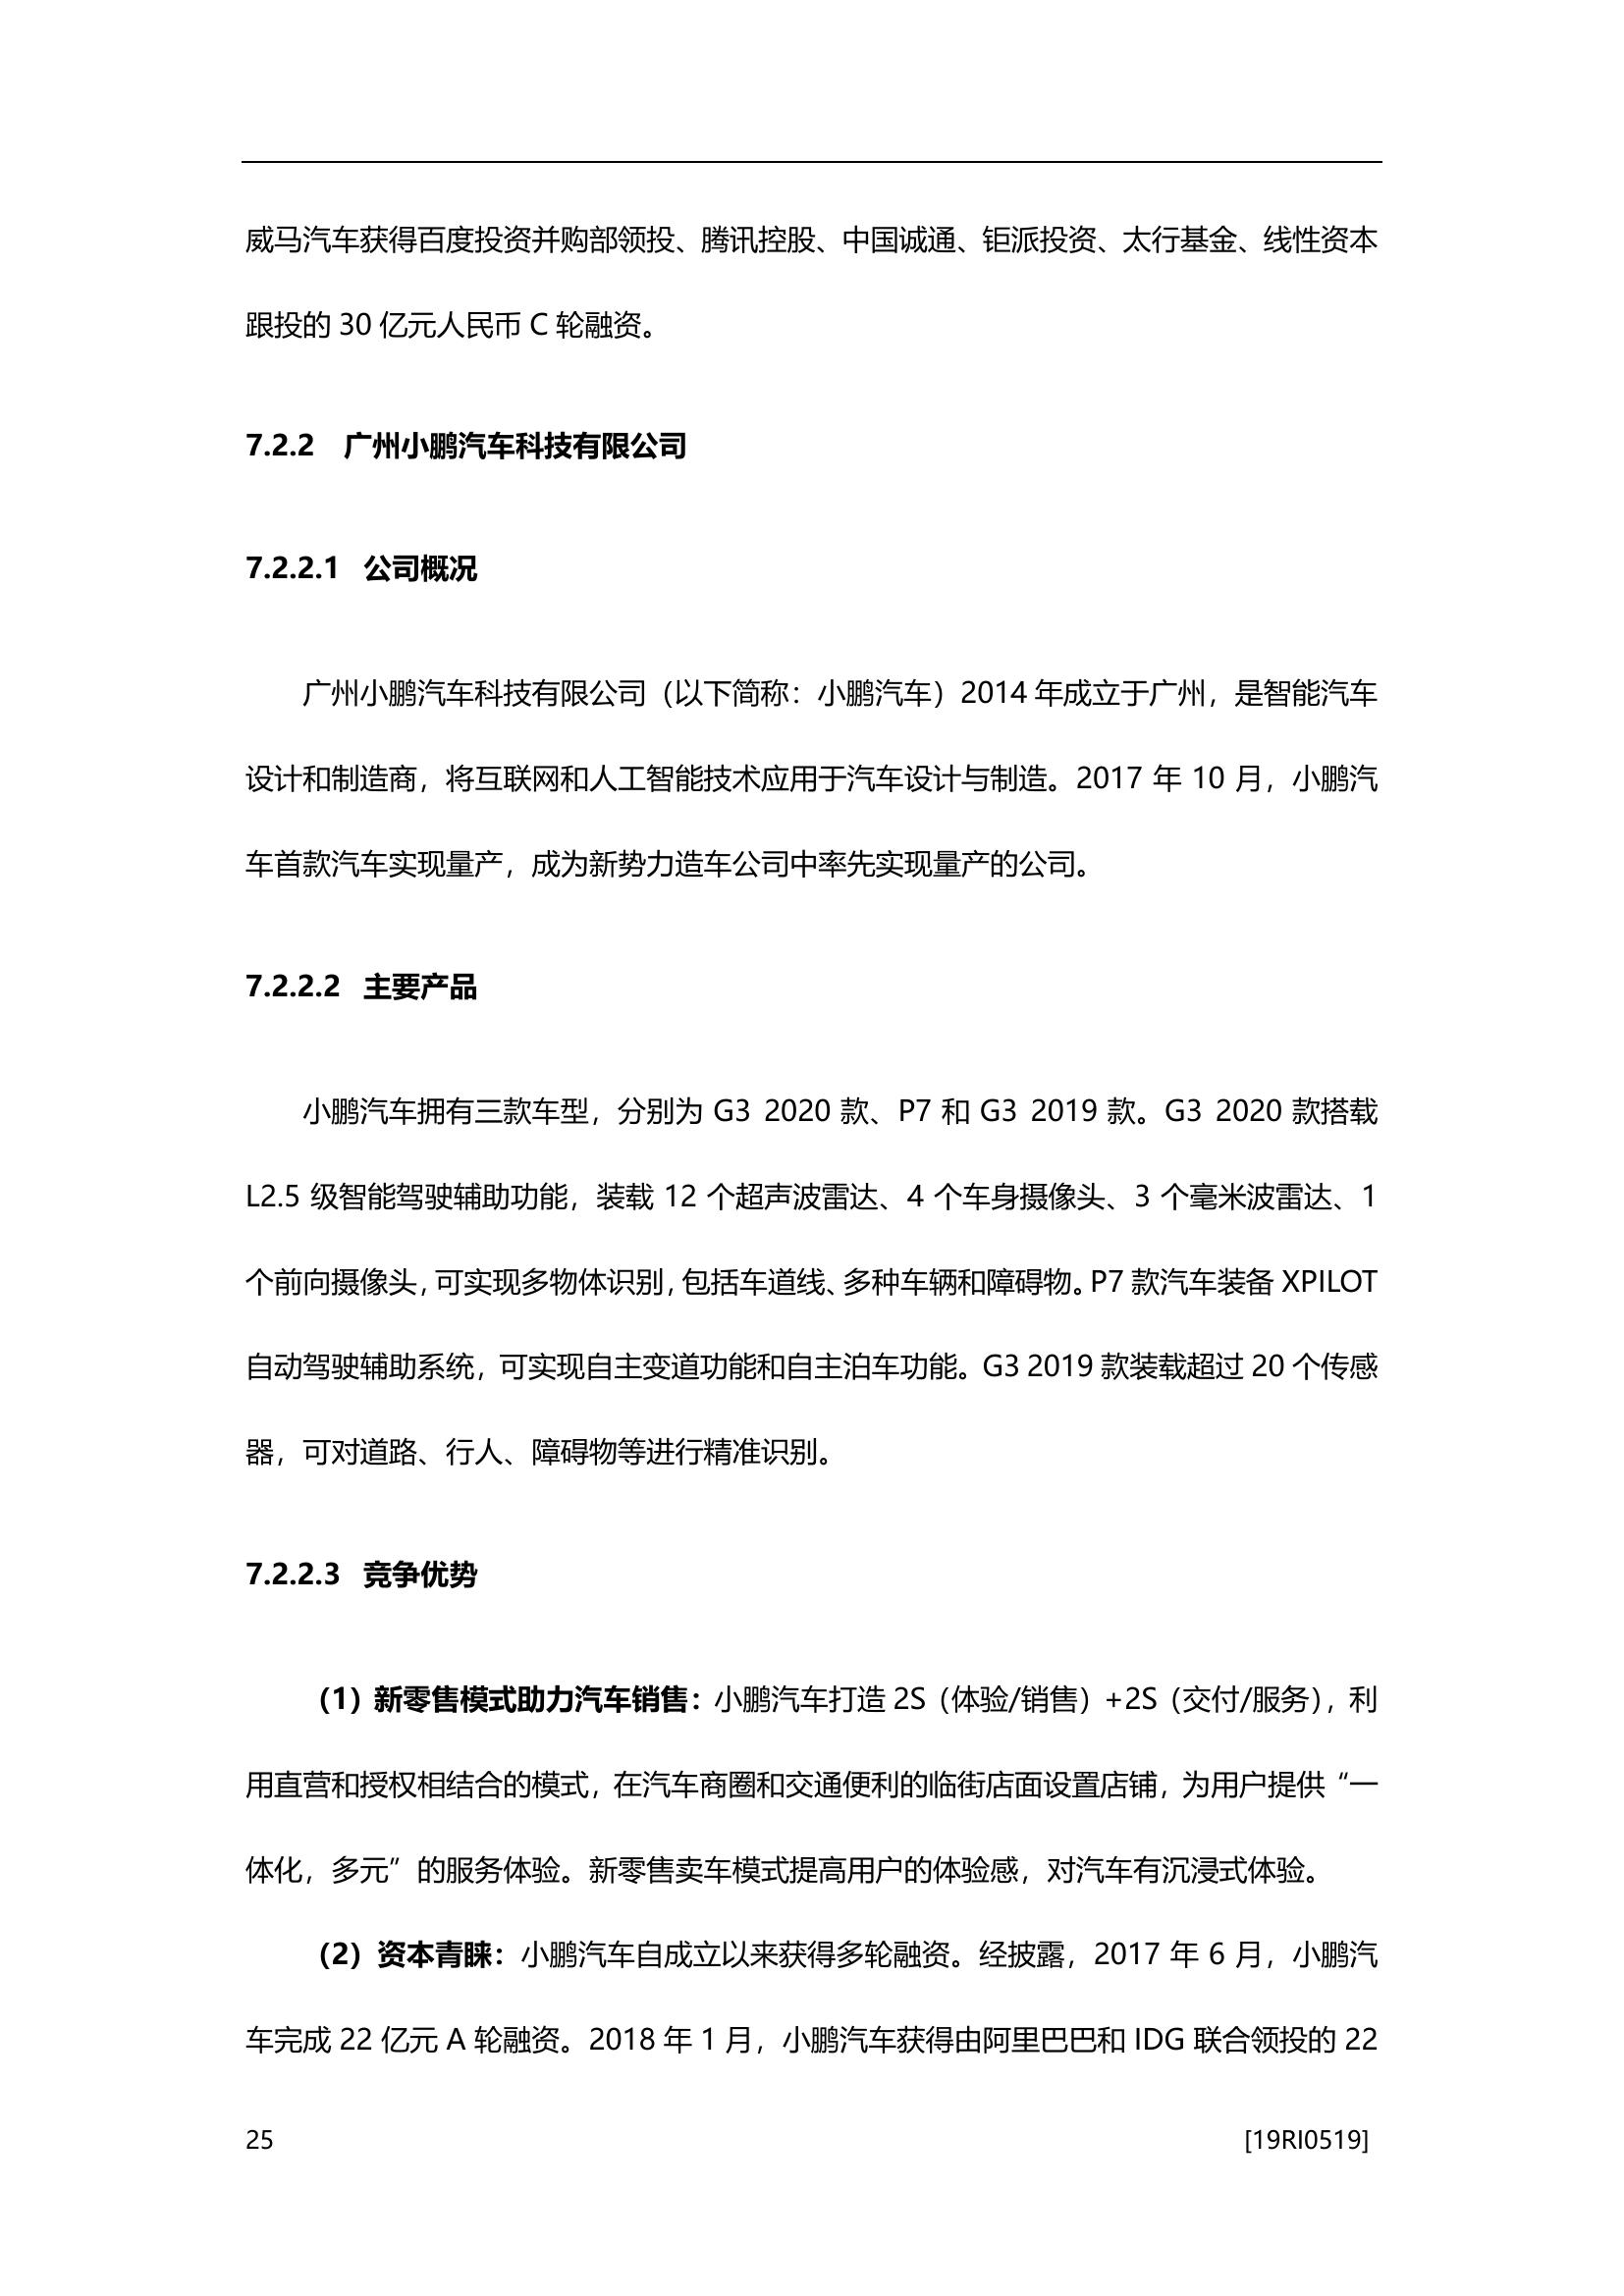 威马汽车获得百度投资并购部领投、腾讯控股、中国诚通、钜派投资、太行基金、线性资本
跟投的 30 亿元人民币 C 轮融资。
7.2.2 广州小鹏汽车科技有限公司
7.2.2.1 公司概况
广州小鹏汽车科技有限公司（以下简称：小鹏汽车）2014 年成立于广州，是智能汽车
设计和制造商，将互联网和人工智能技术应用于汽车设计与制造。2017 年 10 月，小鹏汽
车首款汽车实现量产，成为新势力造车公司中率先实现量产的公司。
7.2.2.2 主要产品
小鹏汽车拥有三款车型，分别为 G3 2020 款、P7 和 G3 2019 款。G3 2020 款搭载
L2.5 级智能驾驶辅助功能，装载 12 个超声波雷达、4 个车身摄像头、3 个毫米波雷达、1
个前向摄像头，可实现多物体识别，包括车道线、多种车辆和障碍物。P7 款汽车装备 XPILOT
自动驾驶辅助系统，可实现自主变道功能和自主泊车功能。G3 2019 款装载超过 20 个传感
器，可对道路、行人、障碍物等进行精准识别。
7.2.2.3 竞争优势
（1）新零售模式助力汽车销售：小鹏汽车打造 2S（体验/销售）+2S（交付/服务），利
用直营和授权相结合的模式，在汽车商圈和交通便利的临街店面设置店铺，为用户提供“一
体化，多元”的服务体验。新零售卖车模式提高用户的体验感，对汽车有沉浸式体验。
（2）资本青睐：小鹏汽车自成立以来获得多轮融资。经披露，2017 年 6 月，小鹏汽
车完成 22 亿元 A 轮融资。2018 年 1 月，小鹏汽车获得由阿里巴巴和 IDG 联合领投的 22
25 [19RI0519]